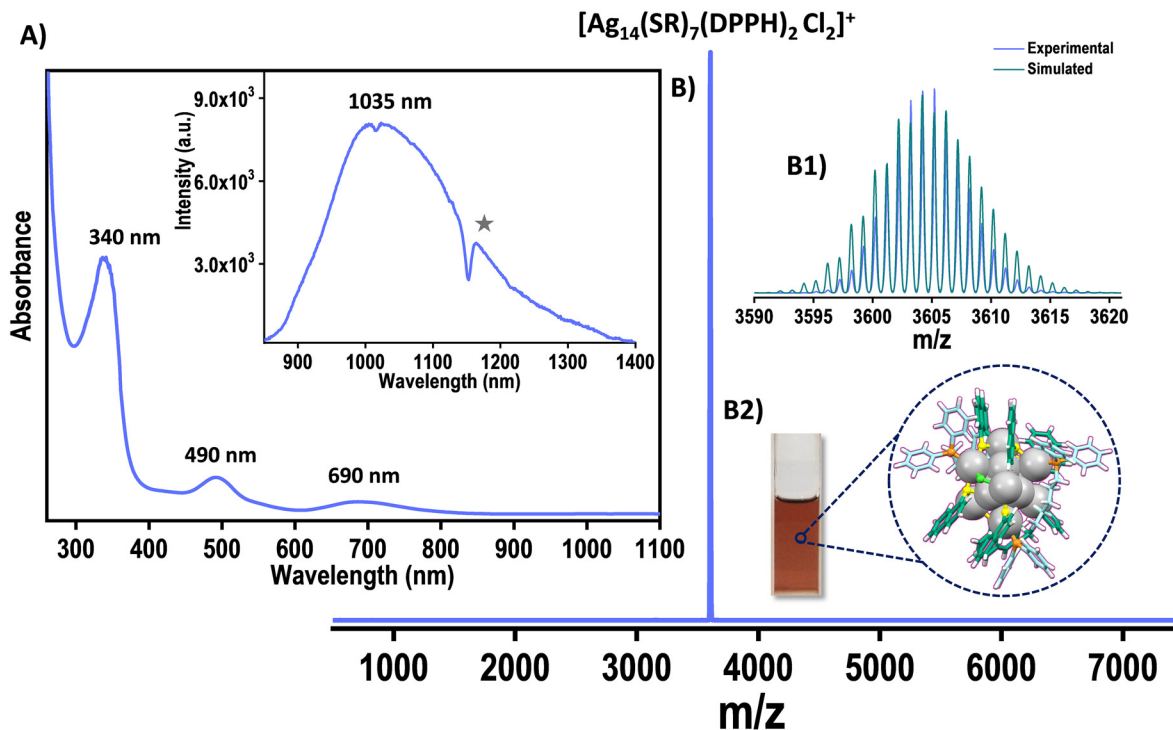 [Ag₁₄(SR)₇(DPPH)₂ Cl₂]⁺
A)
Absorbance
340 nm
490 nm
690 nm
300 400 500 600 700 800 900 1000 1100
Wavelength (nm)
Intensity (a.u.)
9.0x10³
6.0x10³
3.0x10³
1035 nm
900 1000 1100 1200 1300 1400
Wavelength (nm)
B)
Experimental
Simulated
B1)
3590 3595 3600 3605 3610 3615 3620
m/z
B2)
1000 2000 3000 4000 5000 6000 7000
m/z